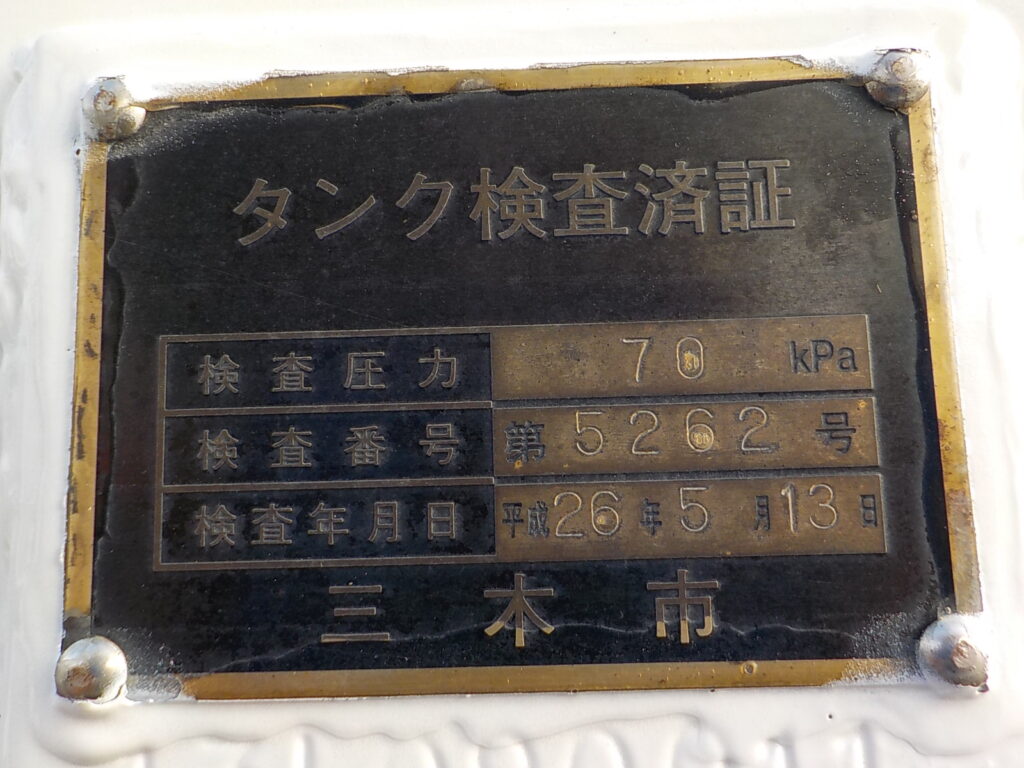 タンク検査済証
検査圧力 70 kPa
検査番号 第5262号
検査年月日 平成26年5月13日
三木市